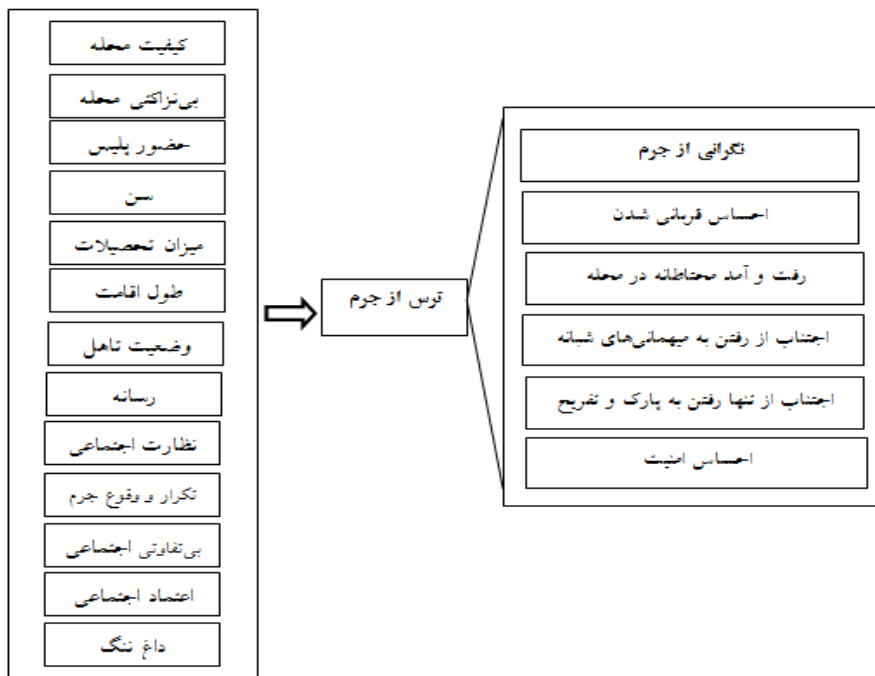 کیفیت محله
بی‌نزاکتی محله
حضور پلیس
سن
میزان تحصیلات
طول اقامت
وضعیت تاهل
رسانه
نظارت اجتماعی
تکرار و وقوع جرم
بی‌تفاوتی اجتماعی
اعتماد اجتماعی
داغ ننگ
ترس از جرم
نگرانی از جرم
احساس قربانی شدن
رفت و آمد محتاطانه در محله
اجتناب از رفتن به میهمانی‌های شبانه
اجتناب از تنها رفتن به پارک و تفریح
احساس امنیت